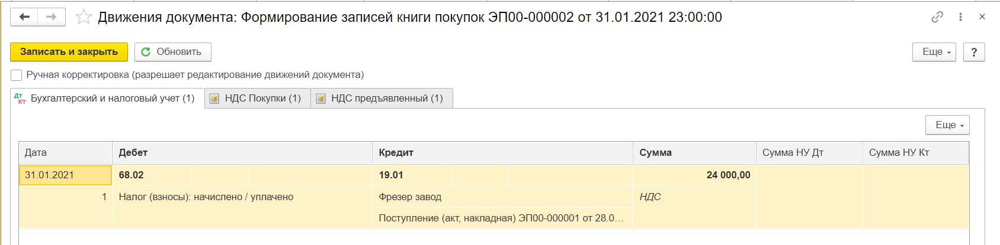 Движения документа: Формирование записей книги покупок ЭП00-000002 от 31.01.2021 23:00:00
Записать и закрыть Обновить Еще ?
Ручная корректировка (разрешает редактирование движений документа)
Дт Кт Бухгалтерский и налоговый учет (1) НДС Покупки (1) НДС предъявленный (1)
Еще
Дата Дебет Кредит Сумма Сумма НУ Дт Сумма НУ Кт
31.01.2021 68.02 19.01 24 000,00
1 Налог (взносы): начислено / уплачено Фрезер завод НДС
Поступление (акт, накладная) ЭП00-000001 от 28.0…